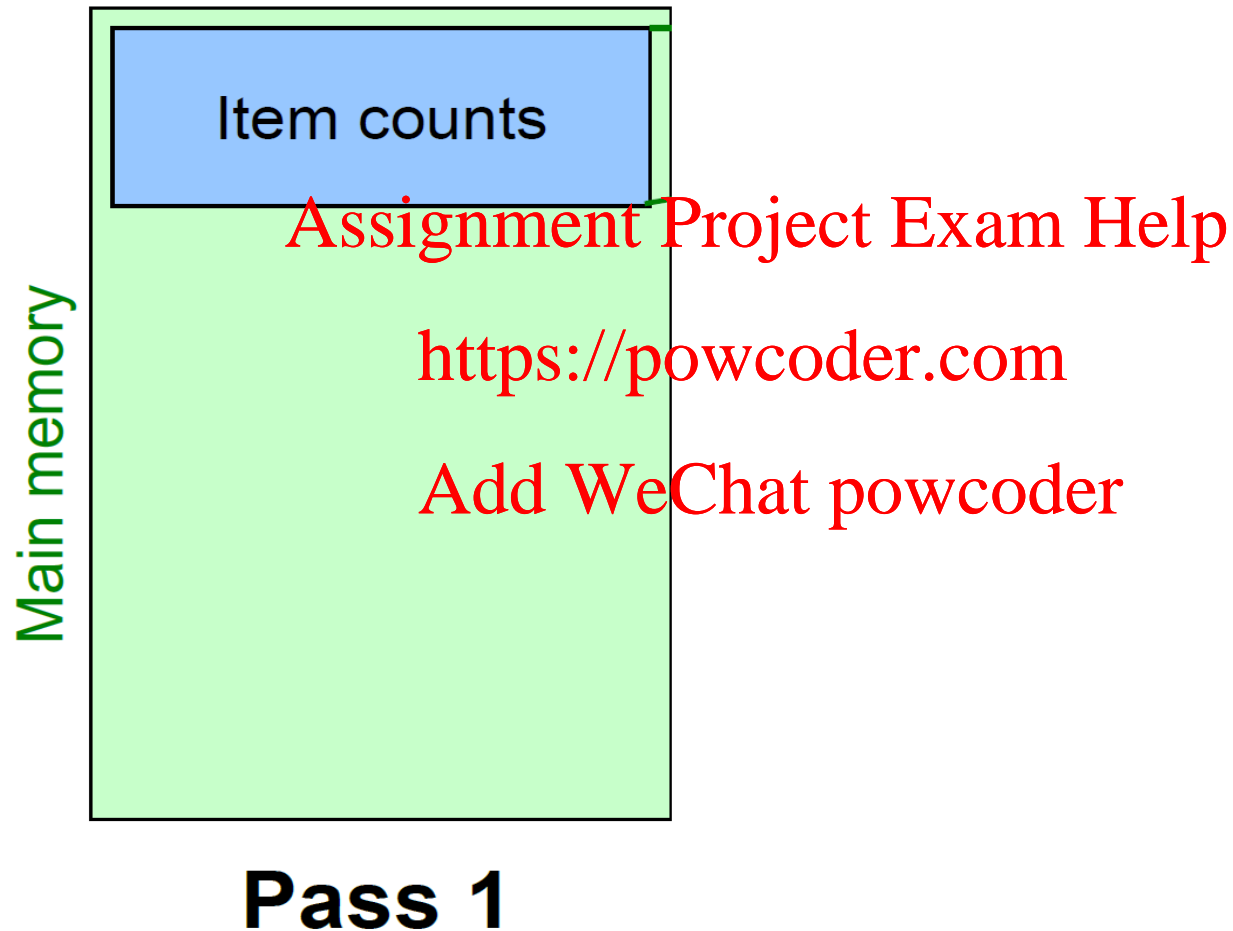 Item counts
Assignment Project Exam Help
https://powcoder.com
Add WeChat powcoder
Main memory
Pass 1